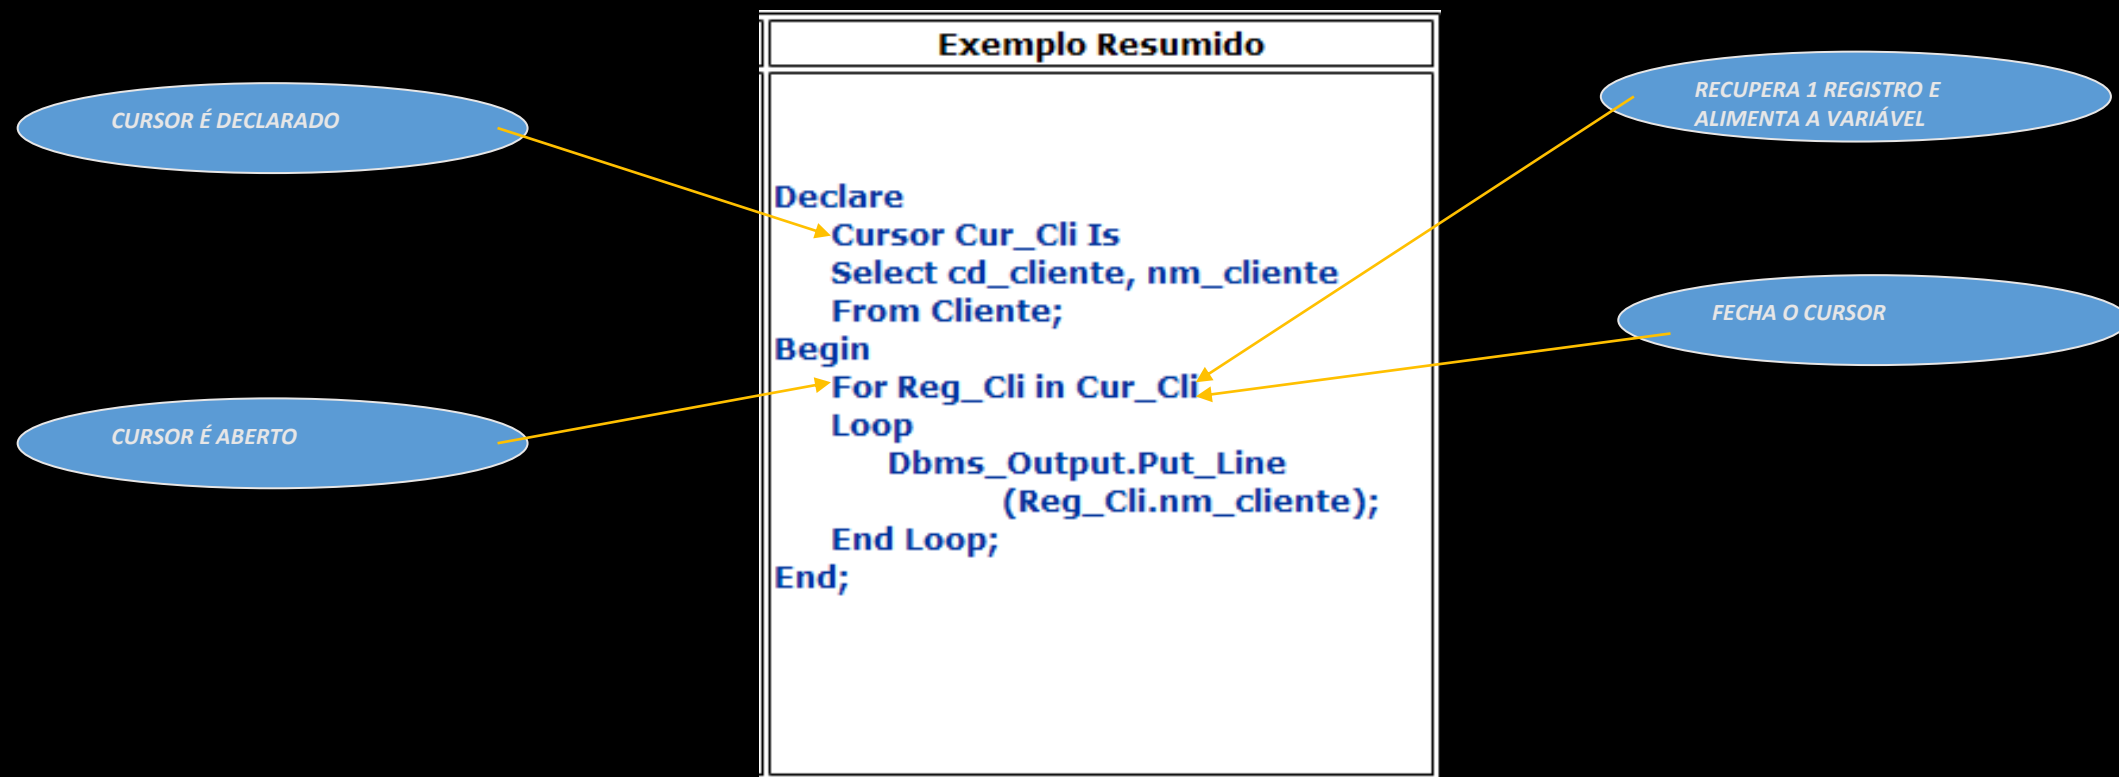 Exemplo Resumido
CURSOR É DECLARADO
RECUPERA 1 REGISTRO E
ALIMENTA A VARIÁVEL
Declare
Cursor Cur_Cli Is
Select cd_cliente, nm_cliente
From Cliente;
Begin
For Reg_Cli in Cur_Cli
Loop
Dbms_Output.Put_Line
(Reg_Cli.nm_cliente);
End Loop;
End;
FECHA O CURSOR
CURSOR É ABERTO